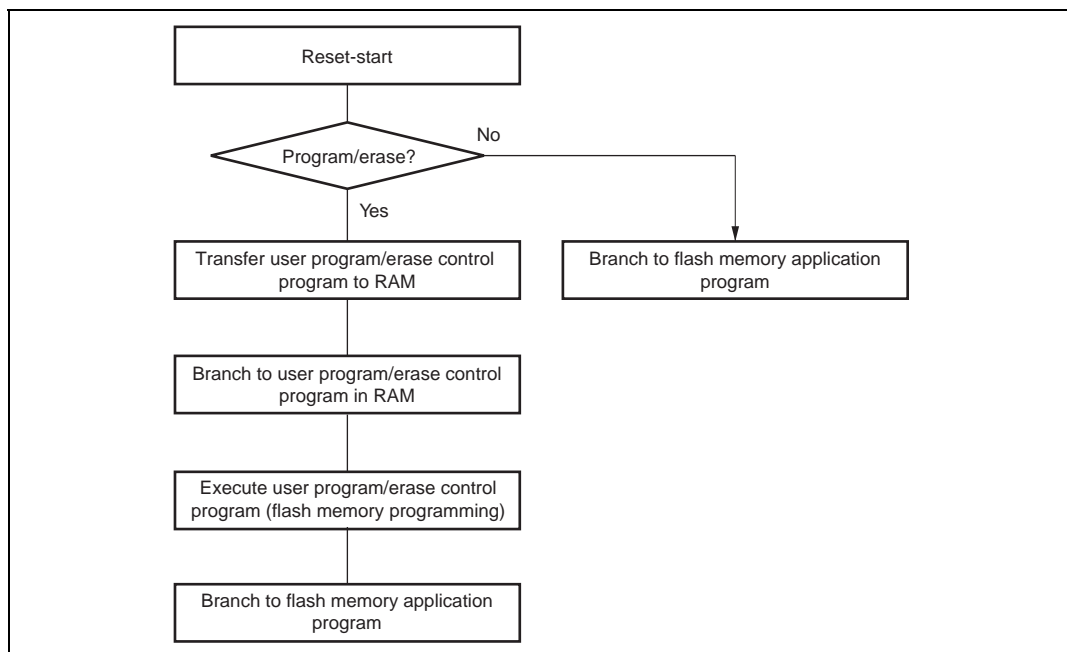 Reset-start
No
Program/erase?
Yes
Transfer user program/erase control
program to RAM
Branch to flash memory application
program
Branch to user program/erase control
program in RAM
Execute user program/erase control
program (flash memory programming)
Branch to flash memory application
program